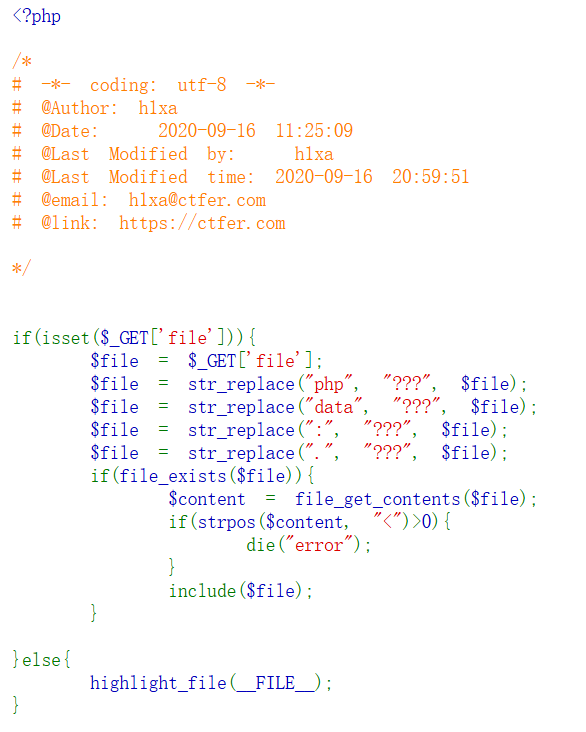 <?php
/*
# -*- coding: utf-8 -*-
# @Author: hlxa
# @Date:   2020-09-16 11:25:09
# @Last Modified by:   hlxa
# @Last Modified time: 2020-09-16 20:59:51
# @email: hlxa@ctfer.com
# @link: https://ctfer.com
*/
if(isset($_GET['file'])){
    $file = $_GET['file'];
    $file = str_replace("php", "???", $file);
    $file = str_replace("data", "???", $file);
    $file = str_replace(":", "???", $file);
    $file = str_replace(".", "???", $file);
    if(file_exists($file)){
        $content = file_get_contents($file);
        if(strpos($content, "<")>0){
            die("error");
        }
        include($file);
    }
}else{
    highlight_file(__FILE__);
}